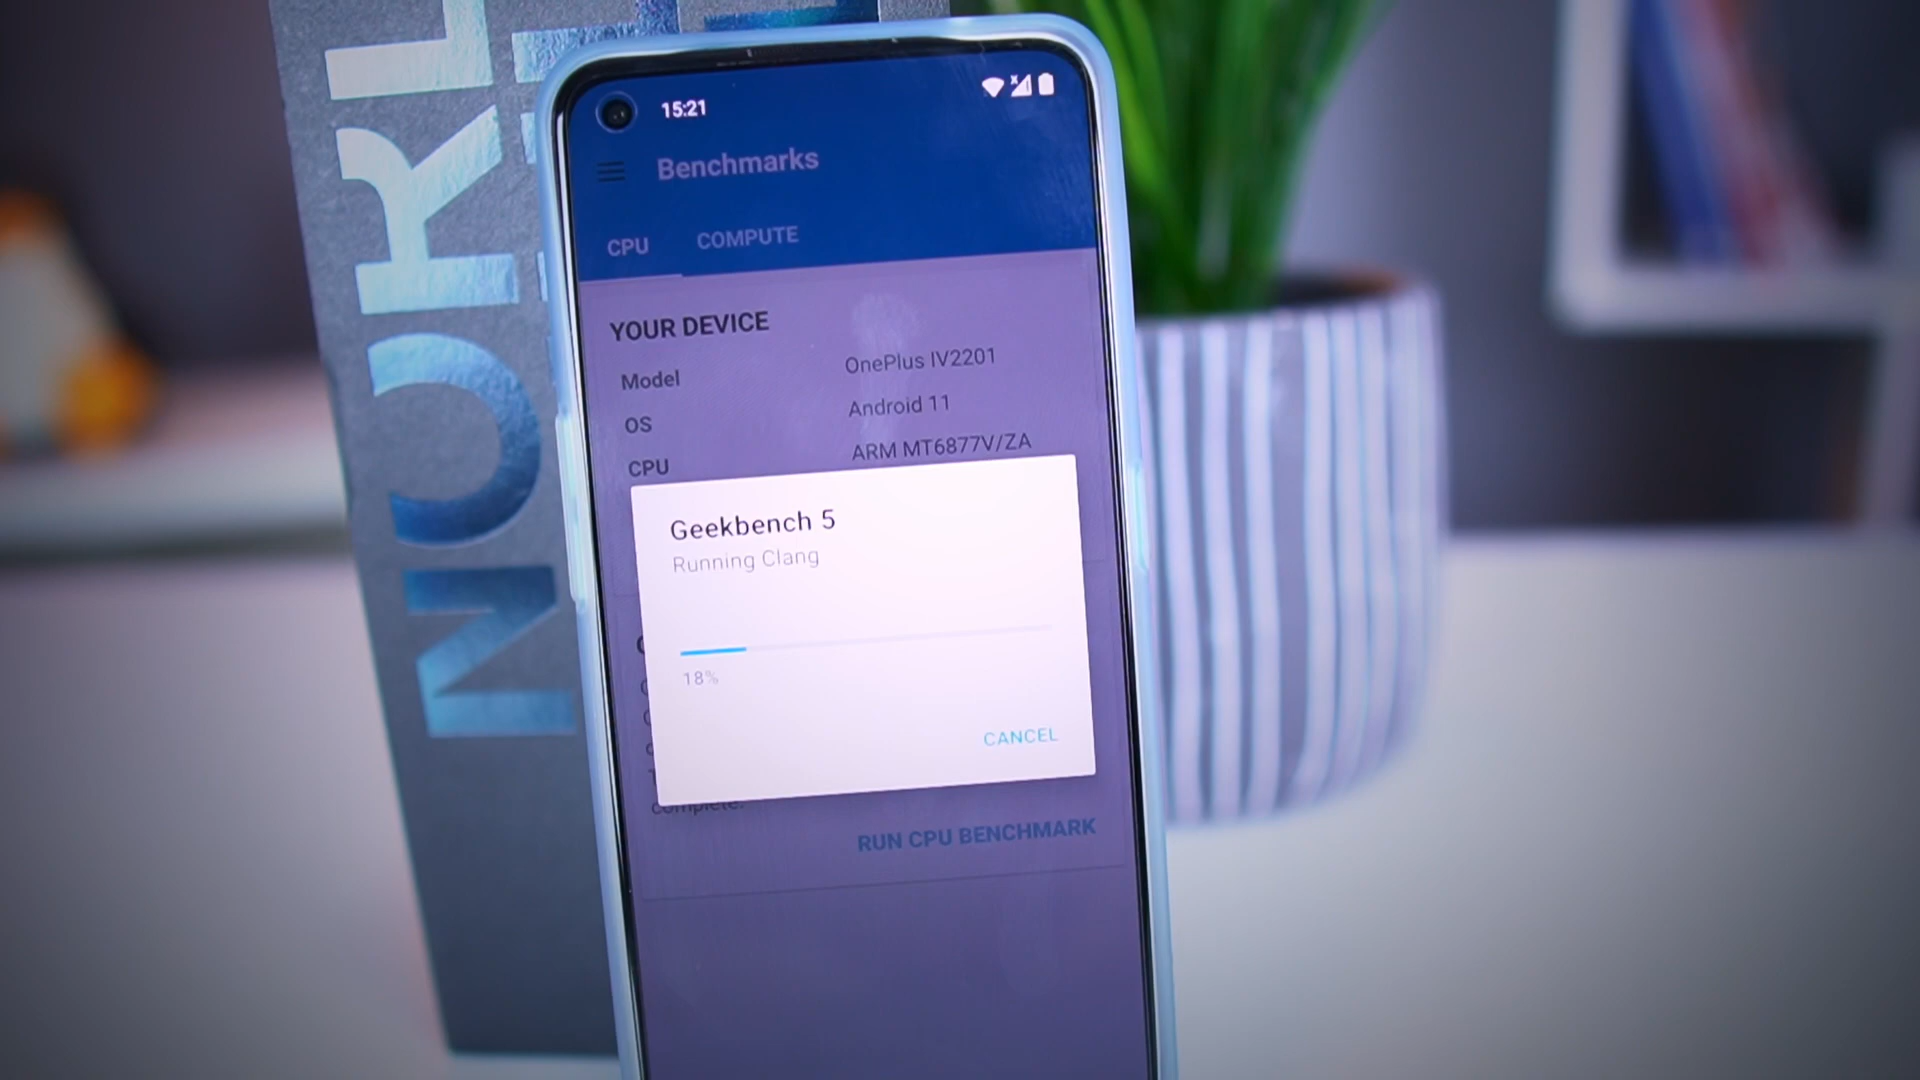 15:21
Benchmarks
CPU COMPUTE
YOUR DEVICE
Model OnePlus IV2201
OS Android 11
CPU ARM MT6877V/ZA
Geekbench 5
Running Clang
18%
CANCEL
complete.
RUN CPU BENCHMARK